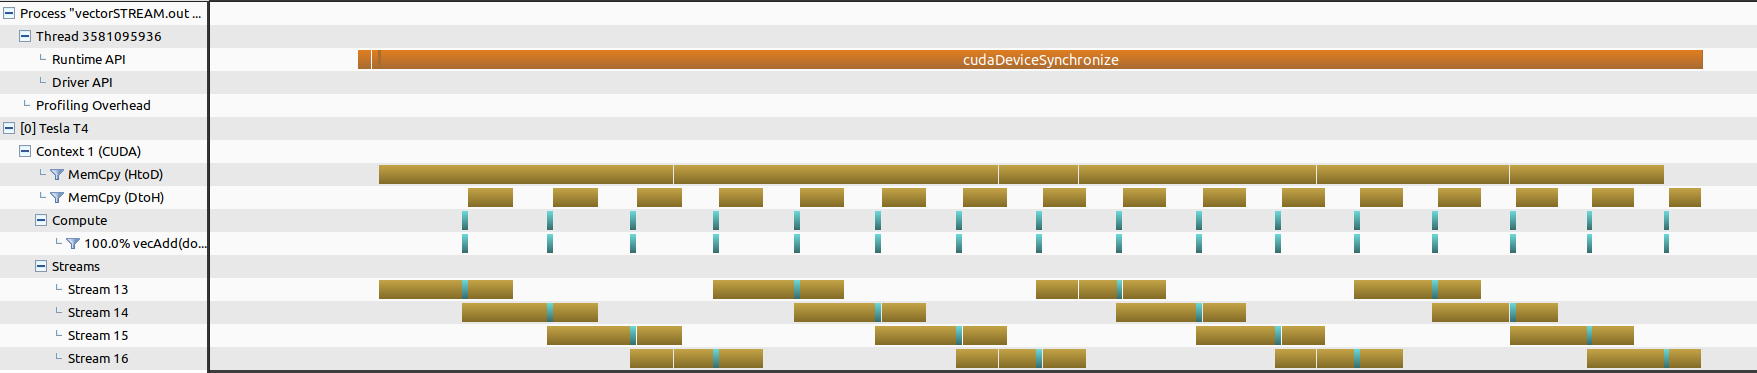 Process "vectorSTREAM.out ...
Thread 3581095936
Runtime API
cudaDeviceSynchronize
Driver API
Profiling Overhead
[0] Tesla T4
Context 1 (CUDA)
MemCpy (HtoD)
MemCpy (DtoH)
Compute
100.0% vecAdd(do...
Streams
Stream 13
Stream 14
Stream 15
Stream 16